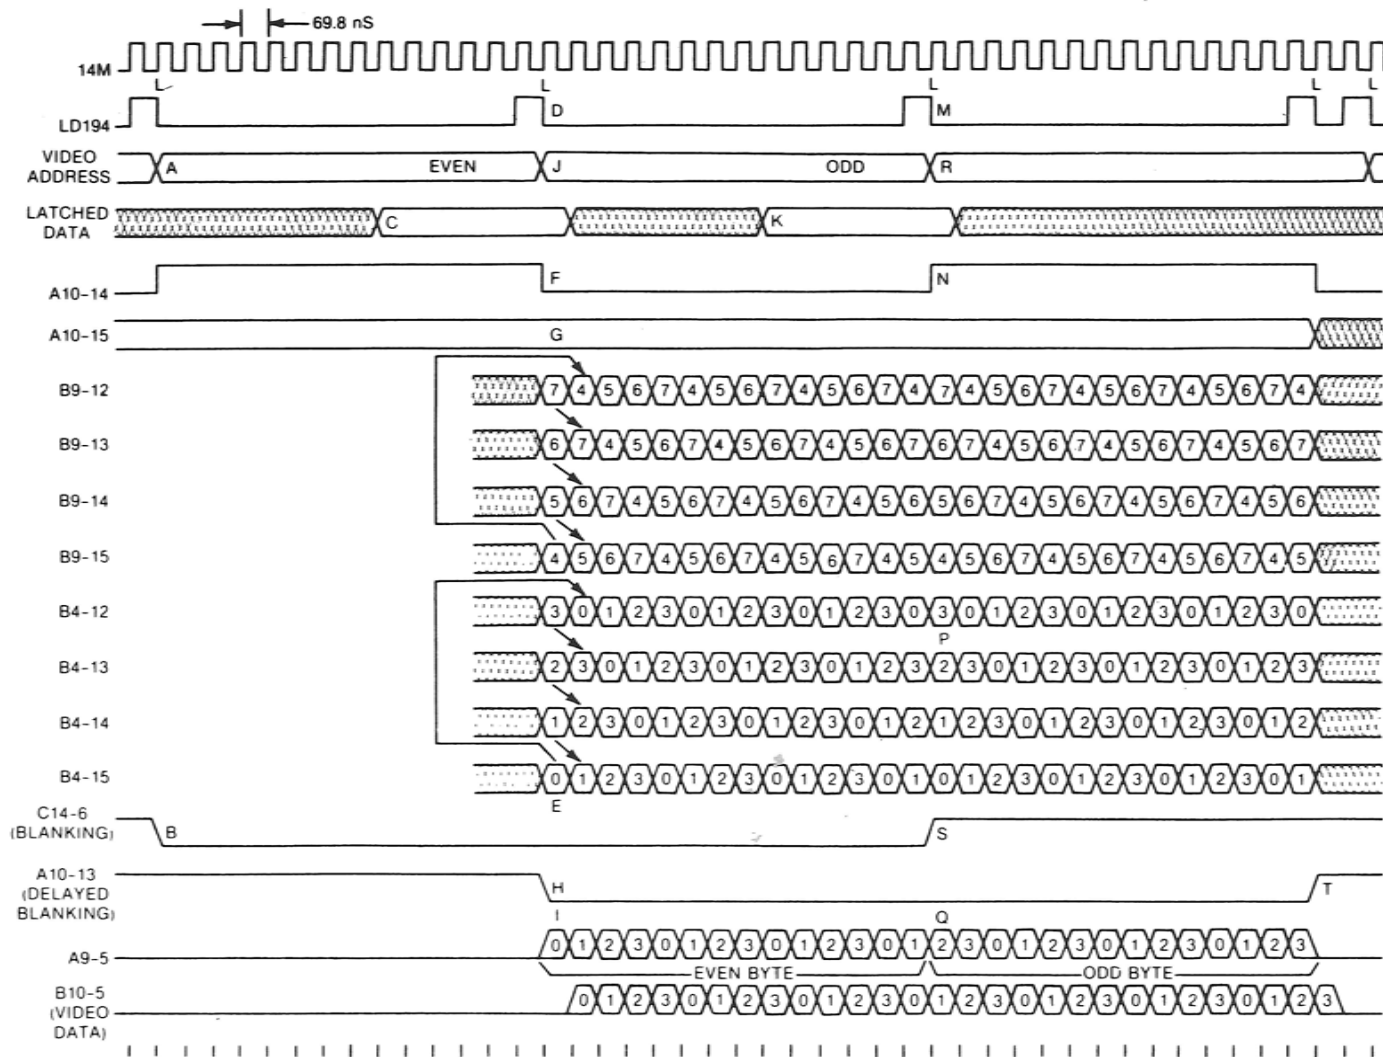 69.8 nS
14M
L L L L L
LD194 D M
VIDEO
ADDRESS
A EVEN J ODD R
LATCHED
DATA
C K
A10-14 F N
A10-15 G
B9-12 7 4 5 6 7 4 5 6 7 4 5 6 7 4 7 4 5 6 7 4 5 6 7 4 5 6 7 4
B9-13 6 7 4 5 6 7 4 5 6 7 4 5 6 7 6 7 4 5 6 7 4 5 6 7 4 5 6 7
B9-14 5 6 7 4 5 6 7 4 5 6 7 4 5 6 5 6 7 4 5 6 7 4 5 6 7 4 5 6
B9-15 4 5 6 7 4 5 6 7 4 5 6 7 4 5 4 5 6 7 4 5 6 7 4 5 6 7 4 5
B4-12 3 0 1 2 3 0 1 2 3 0 1 2 3 0 3 0 1 2 3 0 1 2 3 0 1 2 3 0
P
B4-13 2 3 0 1 2 3 0 1 2 3 0 1 2 3 2 3 0 1 2 3 0 1 2 3 0 1 2 3
B4-14 1 2 3 0 1 2 3 0 1 2 3 0 1 2 1 2 3 0 1 2 3 0 1 2 3 0 1 2
B4-15 0 1 2 3 0 1 2 3 0 1 2 3 0 1 0 1 2 3 0 1 2 3 0 1 2 3 0 1
E
C14-6
(BLANKING)
B S
A10-13
(DELAYED
BLANKING)
H T
I Q
A9-5 0 1 2 3 0 1 2 3 0 1 2 3 0 1 2 3 0 1 2 3 0 1 2 3 0 1 2 3
EVEN BYTE ODD BYTE
B10-5
(VIDEO
DATA)
0 1 2 3 0 1 2 3 0 1 2 3 0 1 2 3 0 1 2 3 0 1 2 3 0 1 2 3